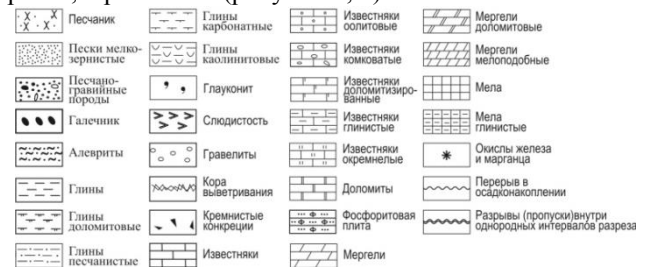 Песчаник
Пески мелко-
зернистые
Песчано-
гравийные
породы
Галечник
Алевриты
Глины
Глины
доломитовые
Глины
песчанистые
Глины
карбонатные
Глины
каолинитовые
Глауконит
Слюдистость
Гравелиты
Кора
выветривания
Кремнистые
конкреции
Известняки
Известняки
оолитовые
Известняки
комковатые
Известняки
доломитизиро-
ванные
Известняки
глинистые
Известняки
окремнелые
Доломиты
Фосфоритовая
плита
Мергели
Мергели
доломитовые
Мергели
мелоподобные
Мела
Мела
глинистые
Окислы железа
и марганца
Перерыв в
осадконакоплении
Разрывы (пропуски)внутри
однородных интервалов разреза